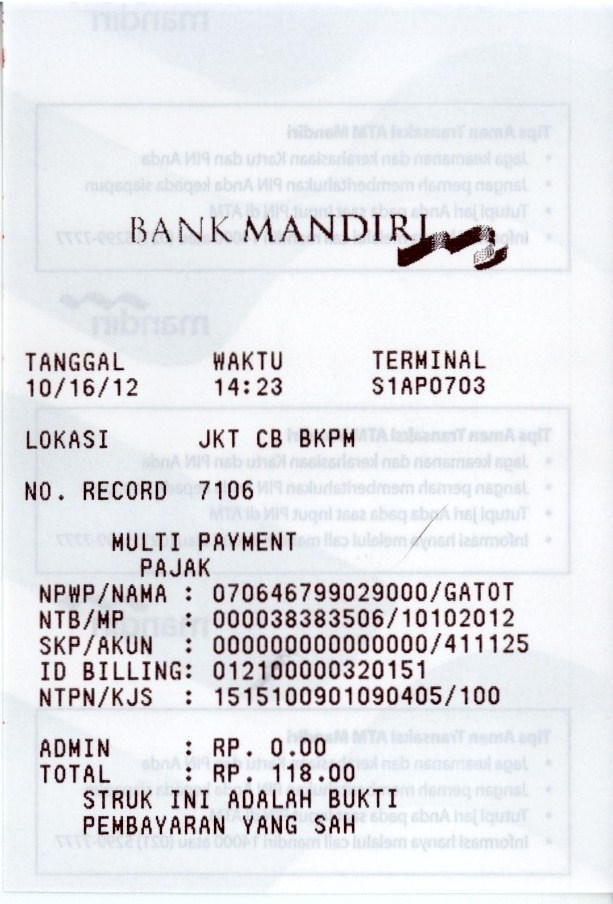 BANK MANDIRI
TANGGAL WAKTU TERMINAL
10/16/12 14:23 S1AP0703
LOKASI JKT CB BKPM
NO. RECORD 7106
MULTI PAYMENT
PAJAK
NPWP/NAMA : 070646799029000/GATOT
NTB/MP : 000038383506/10102012
SKP/AKUN : 000000000000000/411125
ID BILLING: 012100000320151
NTPN/KJS : 1515100901090405/100
ADMIN : RP. 0.00
TOTAL : RP. 118.00
STRUK INI ADALAH BUKTI
PEMBAYARAN YANG SAH